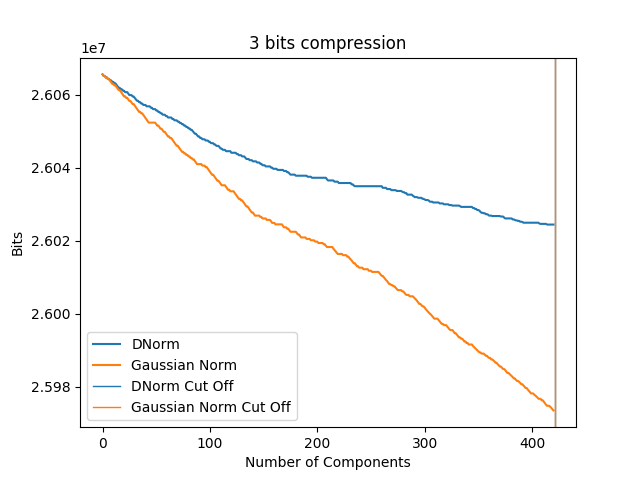 3 bits compression
1e7
2.606
2.604
2.602
2.600
2.598
Bits
DNorm
Gaussian Norm
DNorm Cut Off
Gaussian Norm Cut Off
0 100 200 300 400
Number of Components